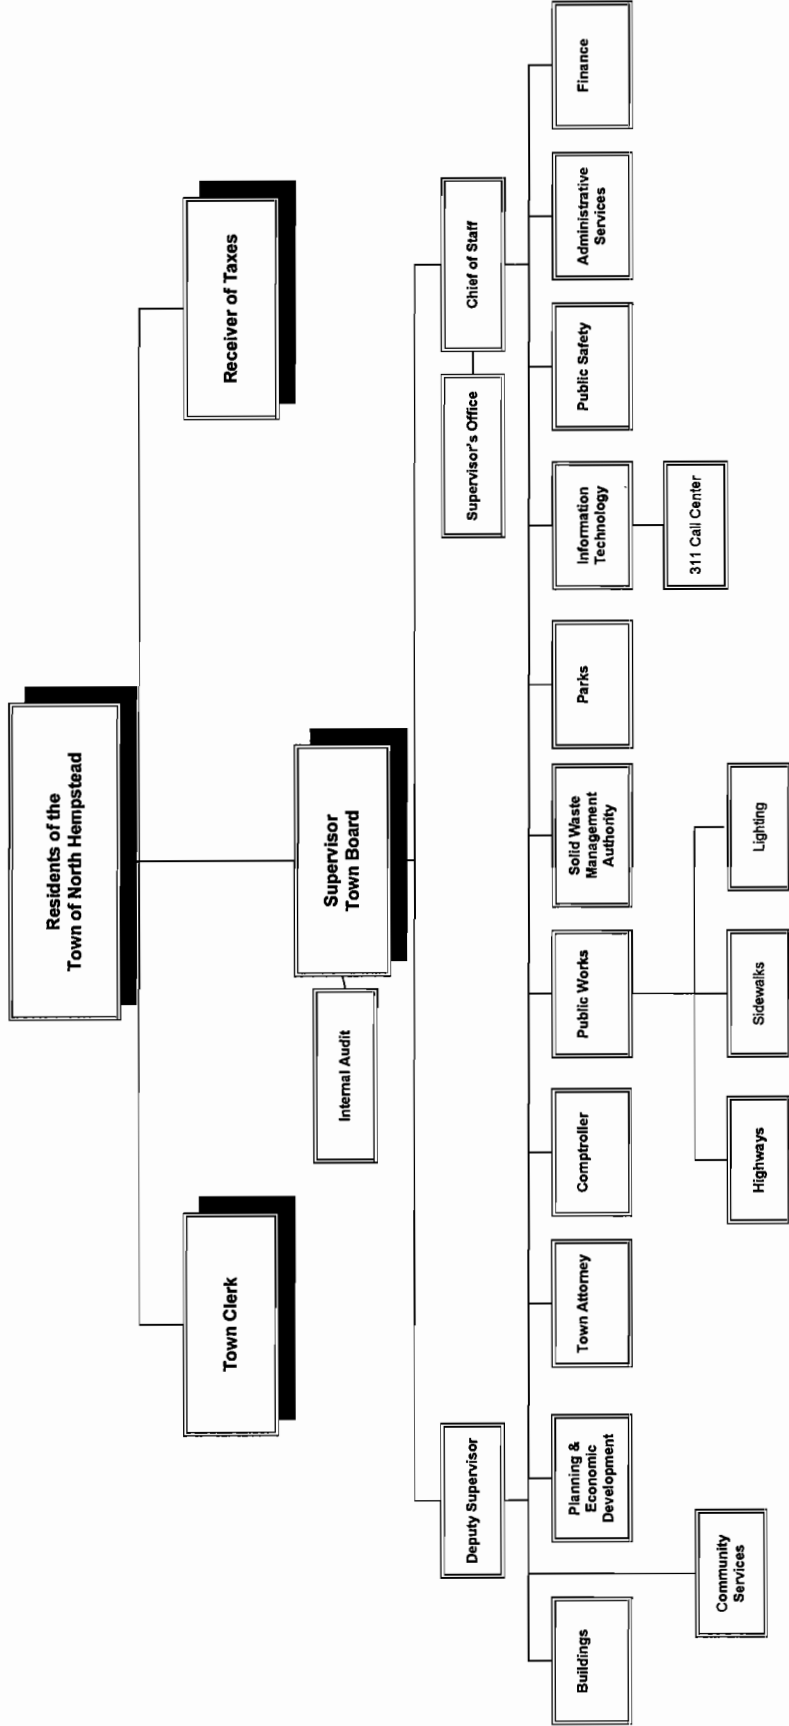 Residents of the
Town of North Hempstead
Town Clerk
Receiver of Taxes
Supervisor
Town Board
Internal Audit
Deputy Supervisor
Supervisor's Office
Chief of Staff
Buildings
Planning &
Economic
Development
Town Attorney
Comptroller
Public Works
Solid Waste
Management
Authority
Parks
Information
Technology
Public Safety
Administrative
Services
Finance
Community
Services
311 Call Center
Highways
Sidewalks
Lighting